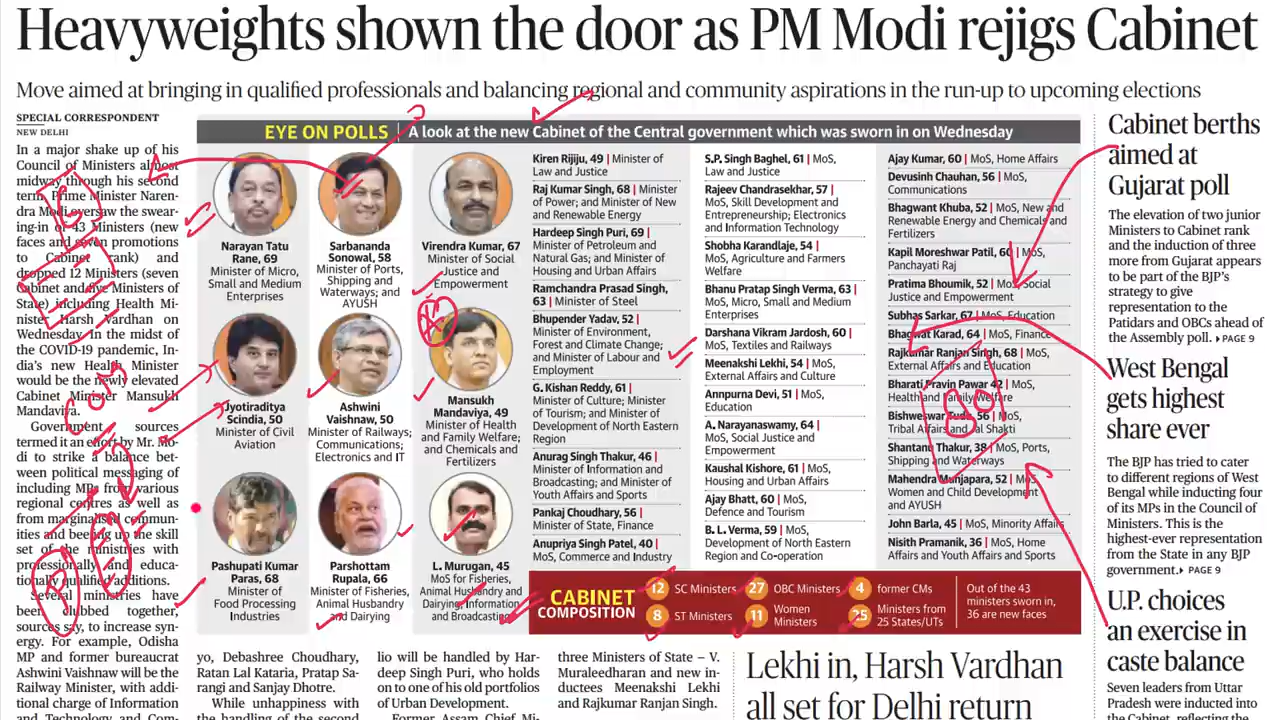 Heavyweights shown the door as PM Modi rejigs Cabinet
Move aimed at bringing in qualified professionals and balancing regional and community aspirations in the run-up to upcoming elections
SPECIAL CORRESPONDENT
NEW DELHI
In a major shake up of his
Council of Ministers almost
midway through his second
term, Prime Minister Naren-
dra Modi oversaw the swear-
ing-in of 43 Ministers (new
faces and seven promotions
to Cabinet rank) and
dropped 12 Ministers (seven
Cabinet and five Ministers of
State) including Health Mi-
nister Harsh Vardhan on
Wednesday. In the midst of
the COVID-19 pandemic, In-
dia's new Health Minister
would be the newly elevated
Cabinet Minister Mansukh
Mandaviya.
Government sources
termed it an effort by Mr. Mo-
di to strike a balance bet-
ween political messaging of
including MPs from various
regional centres as well as
from marginalised commun-
ities and beefing up the skill
set of the ministries with
professionally and educa-
tionally qualified additions.
Several ministries have
been clubbed together,
sources say, to increase syn-
ergy. For example, Odisha
MP and former bureaucrat
Ashwini Vaishnaw will be the
Railway Minister, with addi-
tional charge of Information
and Technology and Com-
EYE ON POLLS | A look at the new Cabinet of the Central government which was sworn in on Wednesday
Narayan Tatu
Rane, 69
Minister of Micro,
Small and Medium
Enterprises
Sarbananda
Sonowal, 58
Minister of Ports,
Shipping and
Waterways; and
AYUSH
Virendra Kumar, 67
Minister of Social
Justice and
Empowerment
Jyotiraditya
Scindia, 50
Minister of Civil
Aviation
Ashwini
Vaishnaw, 50
Minister of Railways;
Communications;
Electronics and IT
Mansukh
Mandaviya, 49
Minister of Health
and Family Welfare;
and Chemicals and
Fertilizers
Pashupati Kumar
Paras, 68
Minister of
Food Processing
Industries
Parshottam
Rupala, 66
Minister of Fisheries,
Animal Husbandry
and Dairying
L. Murugan, 45
MoS for Fisheries,
Animal Husbandry and
Dairying, Information
and Broadcasting
Kiren Rijiju, 49 | Minister of
Law and Justice
Raj Kumar Singh, 68 | Minister
of Power; and Minister of New
and Renewable Energy
Hardeep Singh Puri, 69 |
Minister of Petroleum and
Natural Gas; and Minister of
Housing and Urban Affairs
Ramchandra Prasad Singh,
63 | Minister of Steel
Bhupender Yadav, 52 |
Minister of Environment,
Forest and Climate Change;
and Minister of Labour and
Employment
G. Kishan Reddy, 61 |
Minister of Culture; Minister
of Tourism; and Minister of
Development of North Eastern
Region
Anurag Singh Thakur, 46 |
Minister of Information and
Broadcasting; and Minister of
Youth Affairs and Sports
Pankaj Choudhary, 56 |
Minister of State, Finance
Anupriya Singh Patel, 40 |
MoS, Commerce and Industry
S.P. Singh Baghel, 61 | MoS,
Law and Justice
Rajeev Chandrasekhar, 57 |
MoS, Skill Development and
Entrepreneurship; Electronics
and Information Technology
Shobha Karandlaje, 54 |
MoS, Agriculture and Farmers
Welfare
Bhanu Pratap Singh Verma, 63 |
MoS, Micro, Small and Medium
Enterprises
Darshana Vikram Jardosh, 60 |
MoS, Textiles and Railways
Meenakshi Lekhi, 54 | MoS,
External Affairs and Culture
Annpurna Devi, 51 | MoS,
Education
A. Narayanaswamy, 64 |
MoS, Social Justice and
Empowerment
Kaushal Kishore, 61 | MoS,
Housing and Urban Affairs
Ajay Bhatt, 60 | MoS,
Defence and Tourism
B. L. Verma, 59 | MoS,
Development of North Eastern
Region and Co-operation
Ajay Kumar, 60 | MoS, Home Affairs
Devusinh Chauhan, 56 | MoS,
Communications
Bhagwant Khuba, 52 | MoS, New and
Renewable Energy and Chemicals and
Fertilizers
Kapil Moreshwar Patil, 60 | MoS,
Panchayati Raj
Pratima Bhoumik, 52 | MoS, Social
Justice and Empowerment
Subhas Sarkar, 67 | MoS, Education
Bhagwat Karad, 64 | MoS, Finance
Rajkumar Ranjan Singh, 68 | MoS,
External Affairs and Education
Bharati Pravin Pawar 42 | MoS,
Health and Family Welfare
Bishweswar Tudu, 56 | MoS,
Tribal Affairs and Jal Shakti
Shantanu Thakur, 38 | MoS, Ports,
Shipping and Waterways
Mahendra Munjapara, 52 | MoS,
Women and Child Development
and AYUSH
John Barla, 45 | MoS, Minority Affairs
Nisith Pramanik, 36 | MoS, Home
Affairs and Youth Affairs and Sports
CABINET
COMPOSITION
12 SC Ministers
8 ST Ministers
27 OBC Ministers
11 Women
Ministers
4 former CMs
25 Ministers from
25 States/UTs
Out of the 43
ministers sworn in,
36 are new faces
yo, Debashree Choudhary,
Ratan Lal Kataria, Pratap Sa-
rangi and Sanjay Dhotre.
While unhappiness with
the handling of the second
lio will be handled by Har-
deep Singh Puri, who holds
on to one of his old portfolios
of Urban Development.
Former Assam Chief Mi-
three Ministers of State – V.
Muraleedharan and new in-
ductees Meenakshi Lekhi
and Rajkumar Ranjan Singh.
Lekhi in, Harsh Vardhan
all set for Delhi return
Cabinet berths
aimed at
Gujarat poll
The election of two junior
Ministers to Cabinet rank
and the induction of three
more from Gujarat appears
to be part of the BJP's
strategy to give
representation to the
Patidars and OBCs ahead of
the Assembly poll. ▸ PAGE 9
West Bengal
gets highest
share ever
The BJP has tried to cater
to different regions of West
Bengal while inducting four
of its MPs in the Council of
Ministers. This is the
highest-ever representation
from the State in any BJP
government. ▸ PAGE 9
U.P. choices
an exercise in
caste balance
Seven leaders from Uttar
Pradesh were inducted into
the Cabinet, reflecting the